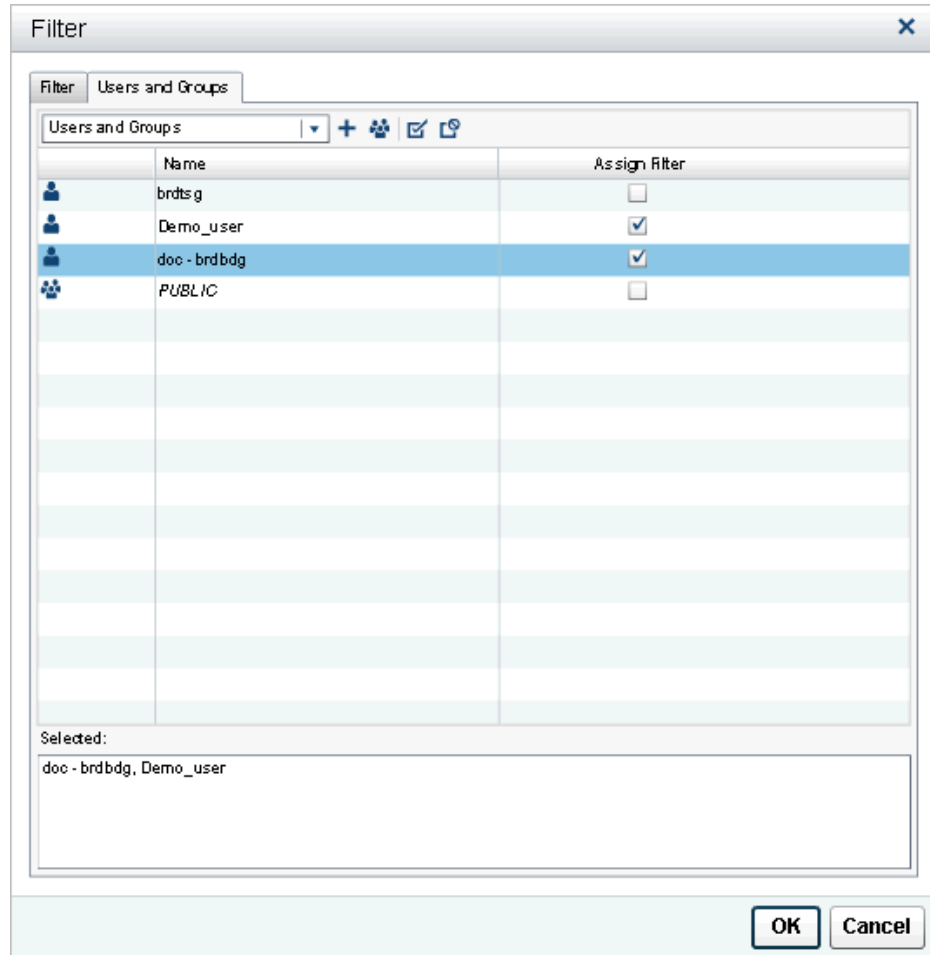 Filter
Filter Users and Groups
Users and Groups
Name Assign Filter
brdtsg
Demo_user
doc - brdbdg
PUBLIC
Selected:
doc - brdbdg, Demo_user
OK Cancel